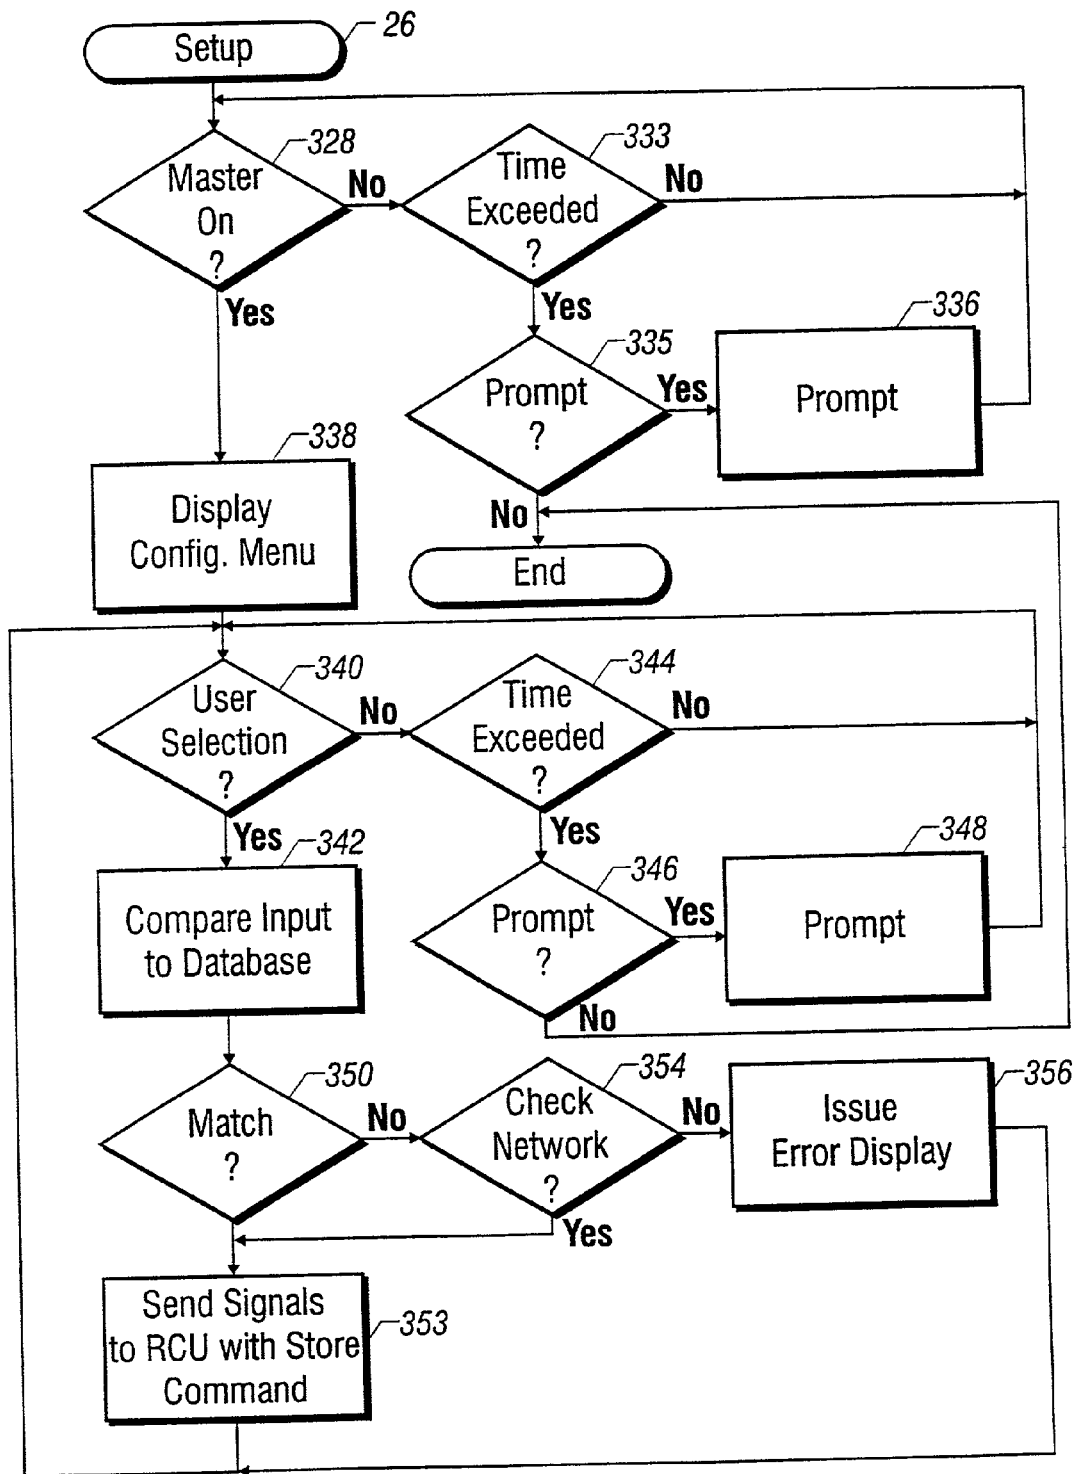 Setup
26
328
Master
On
?
No
Yes
333
Time
Exceeded
?
No
Yes
335
Prompt
?
Yes
No
336
Prompt
End
338
Display
Config. Menu
340
User
Selection
?
No
Yes
344
Time
Exceeded
?
No
Yes
342
Compare Input
to Database
346
Prompt
?
Yes
No
348
Prompt
350
Match
?
No
354
Check
Network
?
No
Yes
356
Issue
Error Display
Send Signals
to RCU with Store
Command
353